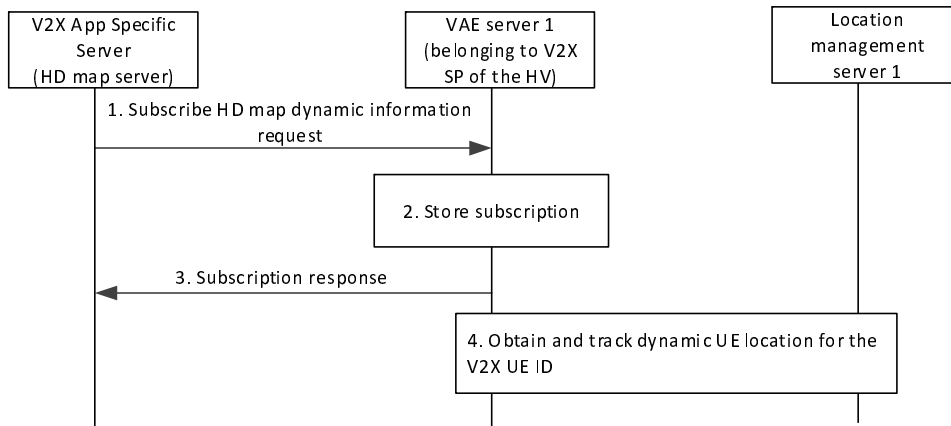 V2X App Specific
Server
(HD map server)
VAE server 1
(belonging to V2X
SP of the HV)
Location
management
server 1
1. Subscribe HD map dynamic information
request
2. Store subscription
3. Subscription response
4. Obtain and track dynamic UE location for the
V2X UE ID